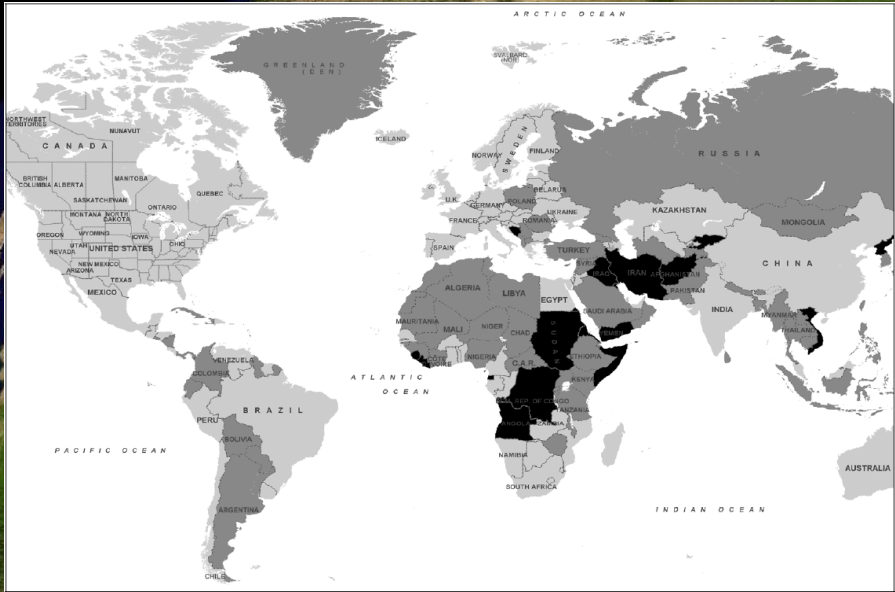 ARCTIC OCEAN
SVALBARD
(NOR)
GREENLAND
(DEN)
ICELAND
NORTHWEST
TERRITORIES
NUNAVUT
CANADA
BRITISH
COLUMBIA
ALBERTA
MANITOBA
SASKATCHEWAN
ONTARIO
QUEBEC
MONTANA
NORTH
DAKOTA
OREGON
WYOMING
IOWA
NEVADA
UTAH
UNITED STATES
OHIO
ARIZONA
NEW MEXICO
TEXAS
MEXICO
NORWAY
SWEDEN
FINLAND
RUSSIA
U.K.
GERMANY
POLAND
BELARUS
FRANCE
ROMANIA
UKRAINE
SPAIN
KAZAKHSTAN
MONGOLIA
TURKEY
SYRIA
IRAQ
IRAN
AFGHANISTAN
CHINA
PAKISTAN
ALGERIA
LIBYA
EGYPT
SAUDI ARABIA
INDIA
MYANMAR
THAILAND
MAURITANIA
MALI
NIGER
CHAD
SUDAN
YEMEN
NIGERIA
C.A.R.
ETHIOPIA
KENYA
VENEZUELA
COLOMBIA
ATLANTIC
OCEAN
REP. OF CONGO
TANZANIA
PERU
BRAZIL
ANGOLA
ZAMBIA
BOLIVIA
NAMIBIA
PACIFIC OCEAN
SOUTH AFRICA
AUSTRALIA
ARGENTINA
INDIAN OCEAN
CHILE